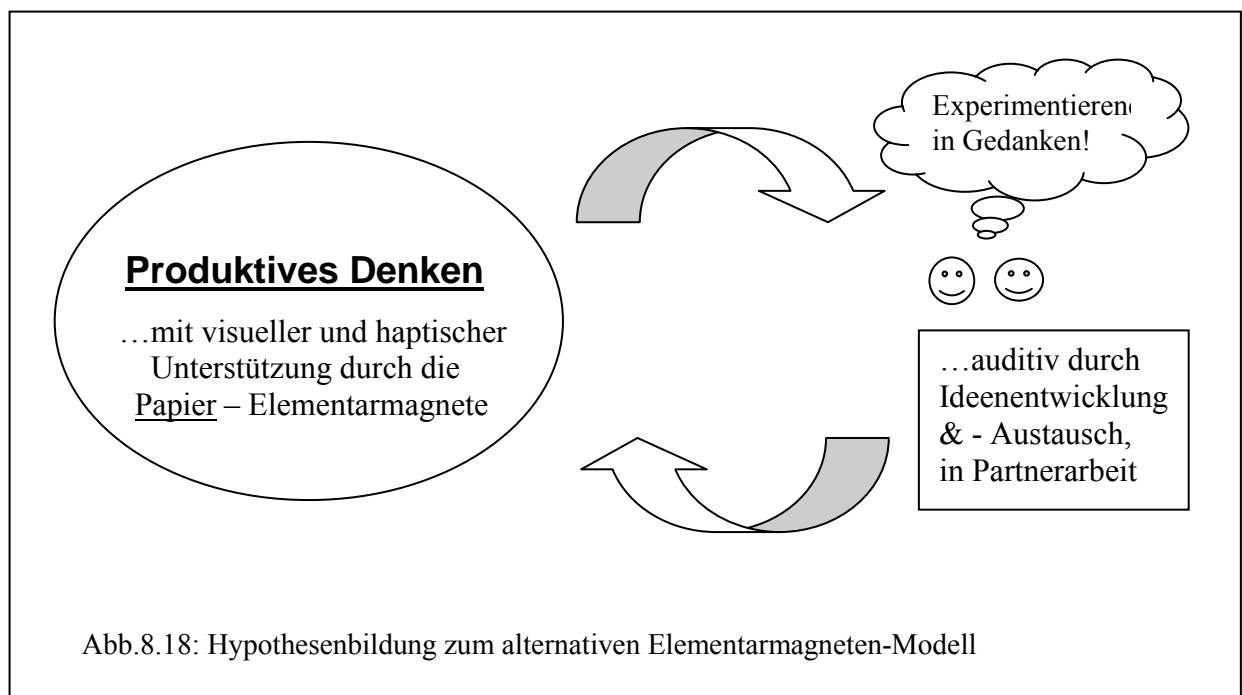 Produktives Denken
…mit visueller und haptischer
Unterstützung durch die
Papier – Elementarmagnete
in Gedanken!
…auditiv durch
Ideenentwicklung
& - Austausch,
in Partnerarbeit
Abb.8.18: Hypothesenbildung zum alternativen Elementarmagneten-Modell